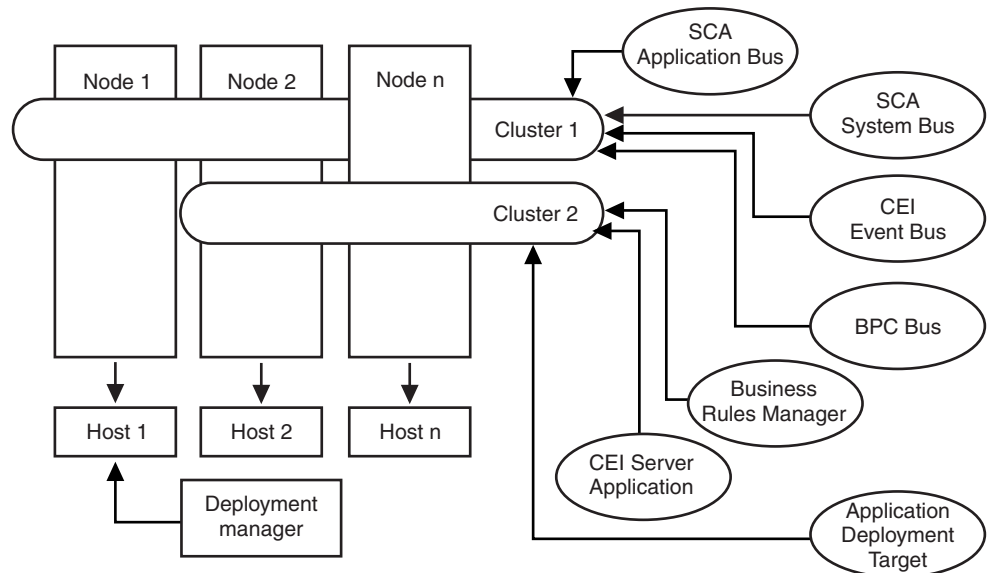 SCA
Application Bus
Node 1
Node 2
Node n
SCA
System Bus
Cluster 1
Cluster 2
CEI
Event Bus
BPC Bus
Business
Rules Manager
Host 1
Host 2
Host n
CEI Server
Application
Deployment
manager
Application
Deployment
Target